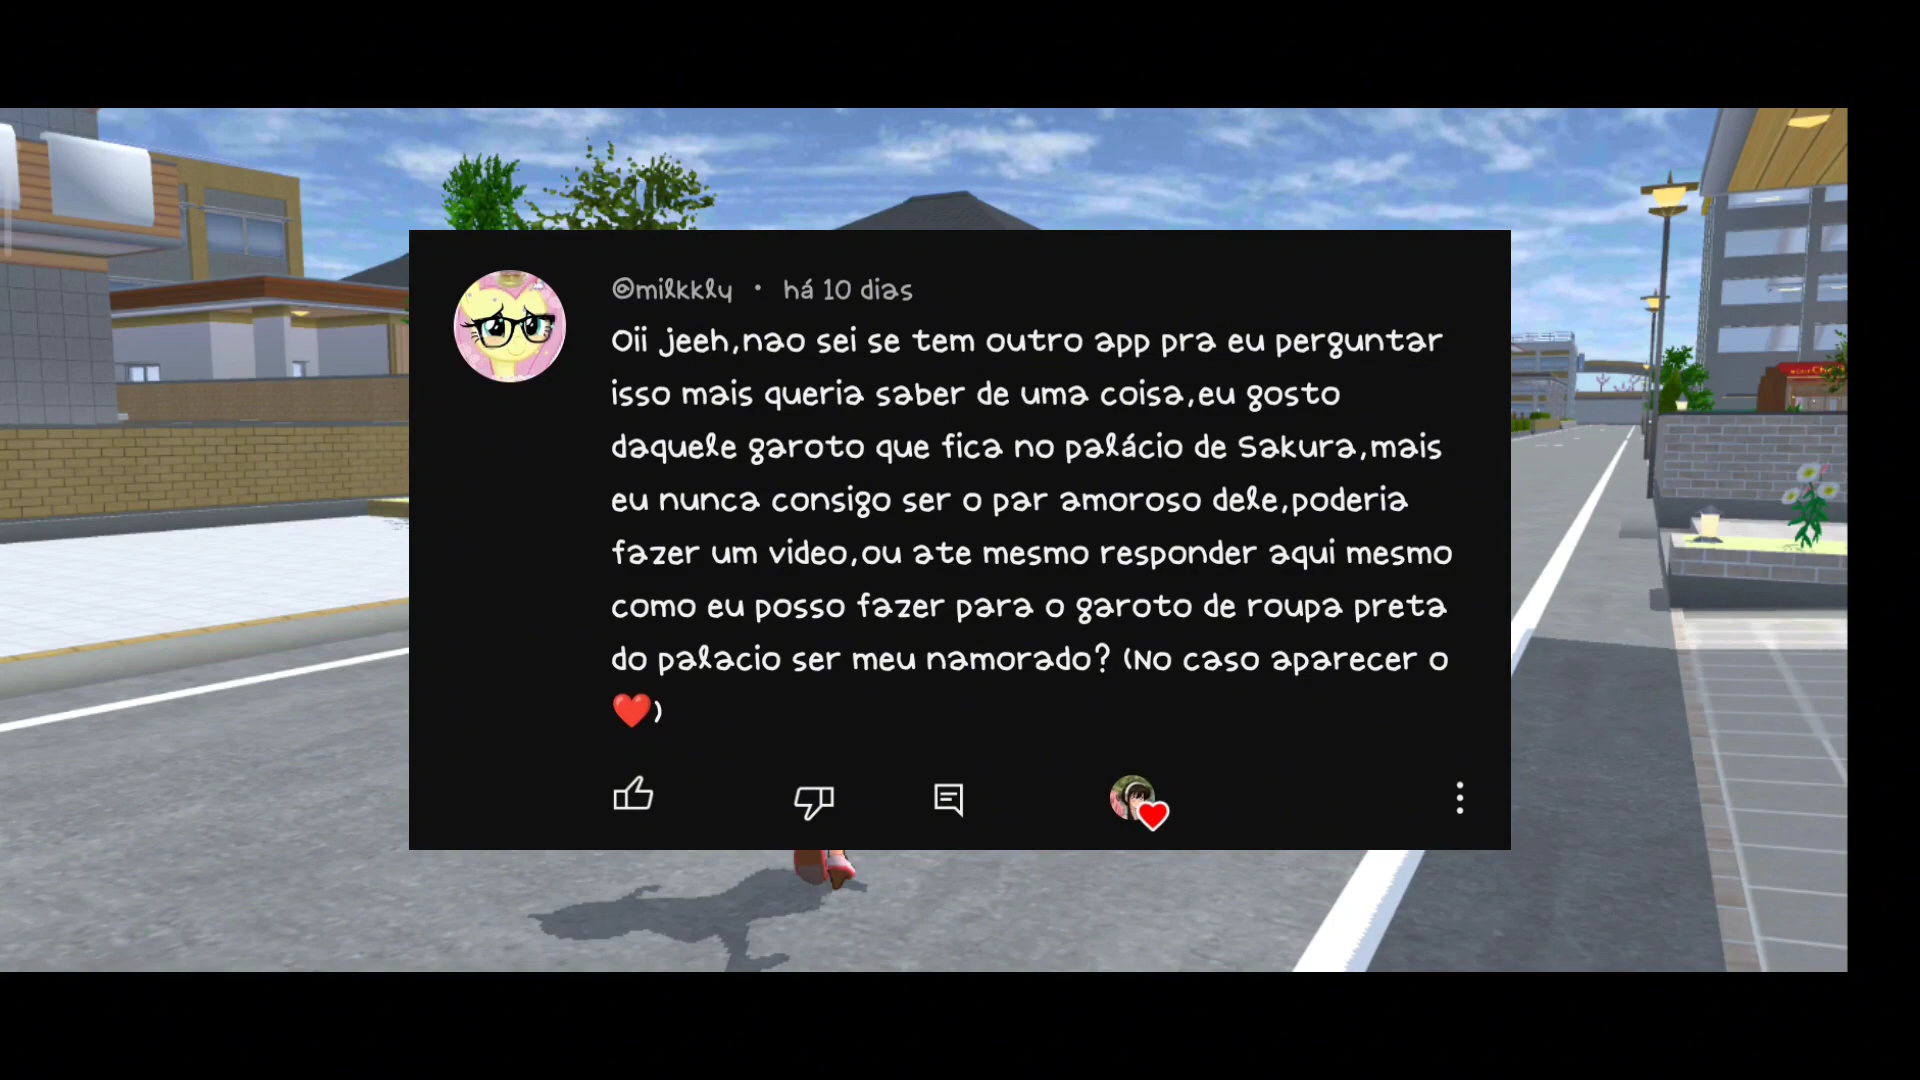 @milkkly · há 10 dias
Oii jeeh,nao sei se tem outro app pra eu perguntar
isso mais queria saber de uma coisa,eu gosto
daquele garoto que fica no palácio de Sakura,mais
eu nunca consigo ser o par amoroso dele,poderia
fazer um video,ou ate mesmo responder aqui mesmo
como eu posso fazer para o garoto de roupa preta
do palacio ser meu namorado? (No caso aparecer o
❤️)